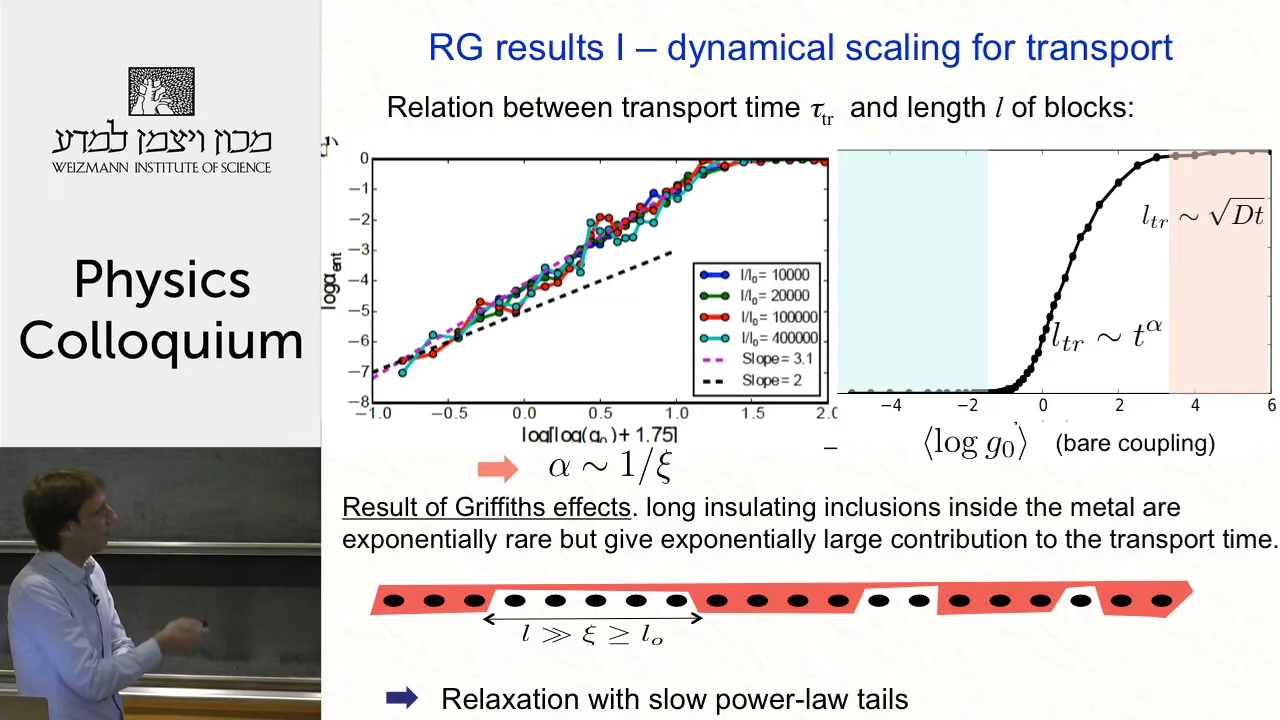 RG results I – dynamical scaling for transport
Relation between transport time τtr and length l of blocks:
מכון ויצמן למדע
WEIZMANN INSTITUTE OF SCIENCE
Physics
Colloquium
0
−1
−2
−3
−4
−5
−6
−7
−8
logαent
−1.0 −0.5 0.0 0.5 1.0 1.5 2.0
log[log(g0) + 1.75]
l/l0 = 10000
l/l0 = 20000
l/l0 = 100000
l/l0 = 400000
Slope = 3.1
Slope = 2
ltr ∼ √Dt
ltr ∼ t^α
−4 −2 0 2 4 6
⟨log g0⟩ (bare coupling)
α ∼ 1/ξ
Result of Griffiths effects. long insulating inclusions inside the metal are
exponentially rare but give exponentially large contribution to the transport time.
l ≫ ξ ≥ lo
Relaxation with slow power-law tails